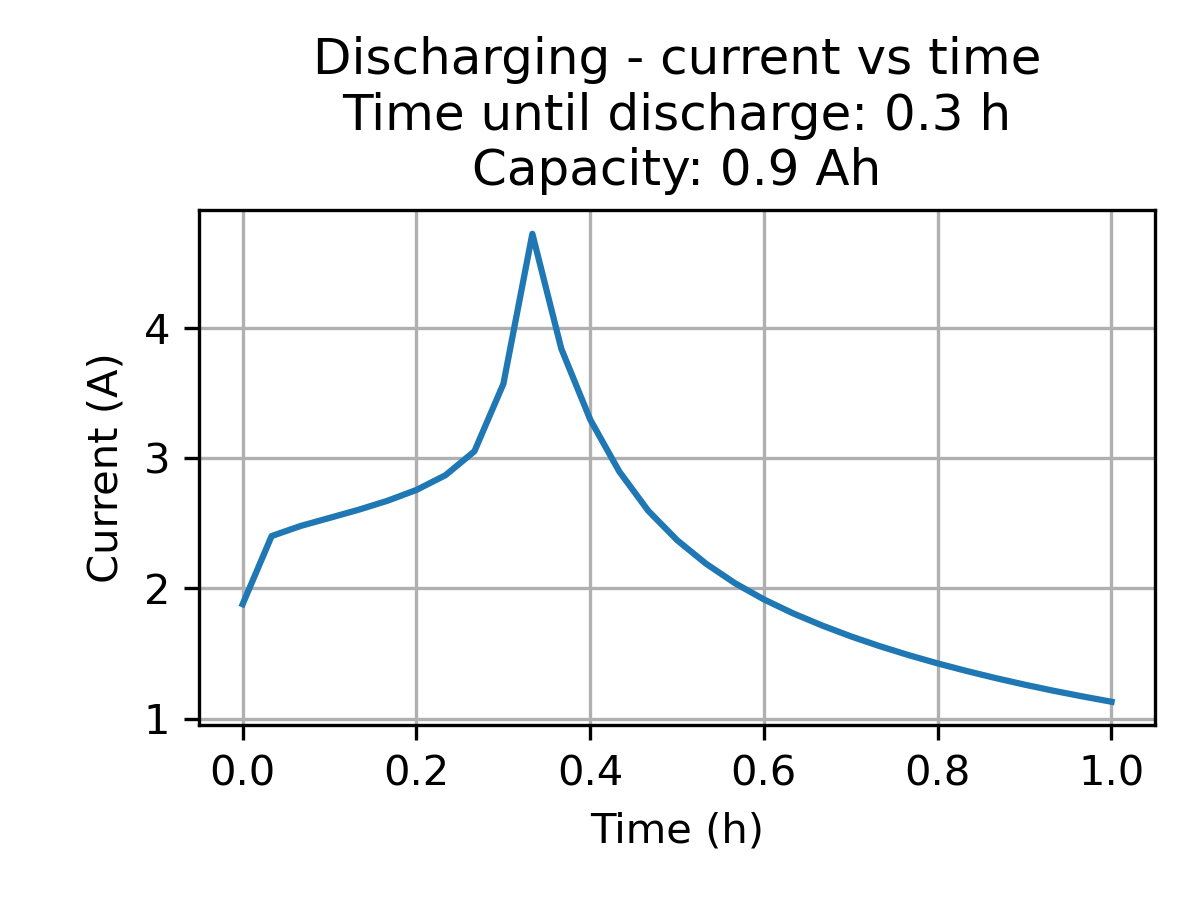 Discharging - current vs time
Time until discharge: 0.3 h
Capacity: 0.9 Ah
4
3
2
1
Current (A)
0.0 0.2 0.4 0.6 0.8 1.0
Time (h)